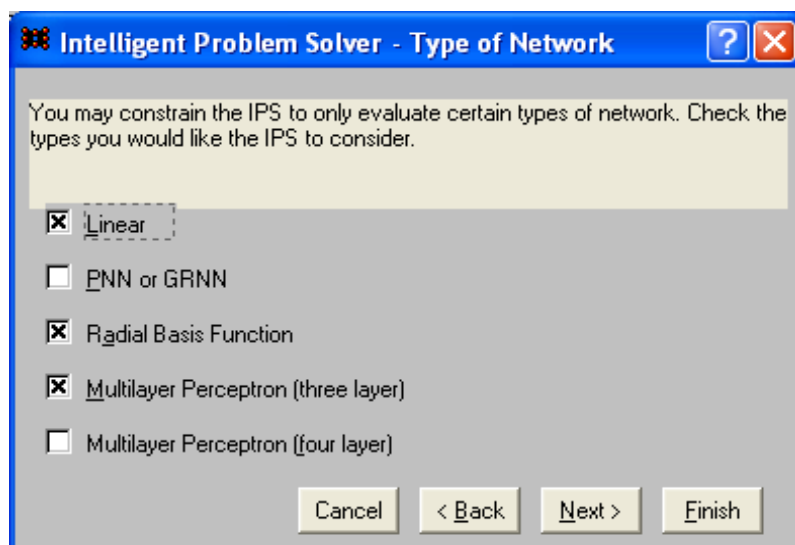 Intelligent Problem Solver - Type of Network
You may constrain the IPS to only evaluate certain types of network. Check the
types you would like the IPS to consider.
Linear
PNN or GRNN
Radial Basis Function
Multilayer Perceptron (three layer)
Multilayer Perceptron (four layer)
Cancel < Back Next > Finish